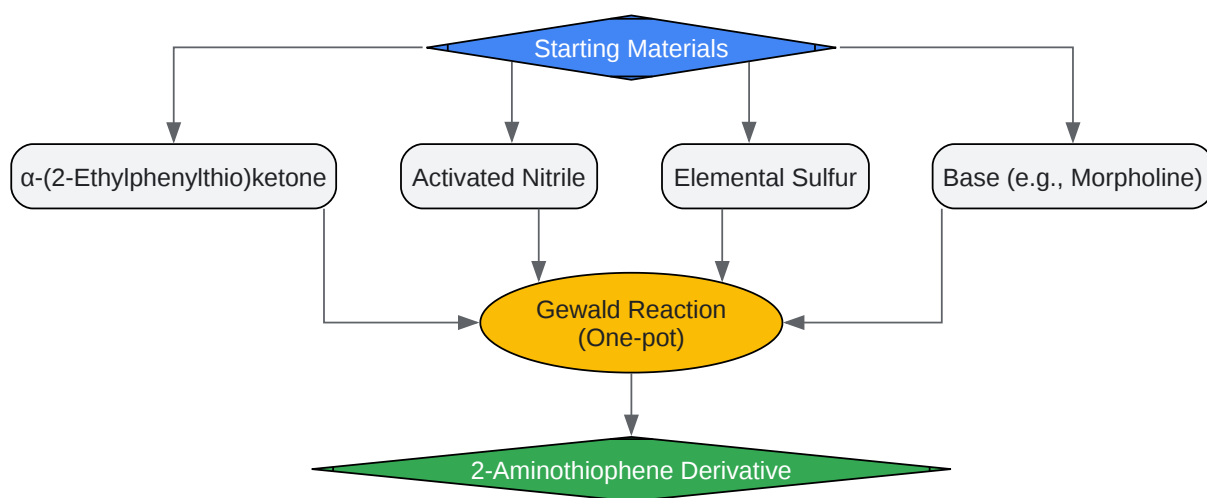 Starting Materials
α-(2-Ethylphenylthio)ketone
Activated Nitrile
Elemental Sulfur
Base (e.g., Morpholine)
Gewald Reaction
(One-pot)
2-Aminothiophene Derivative